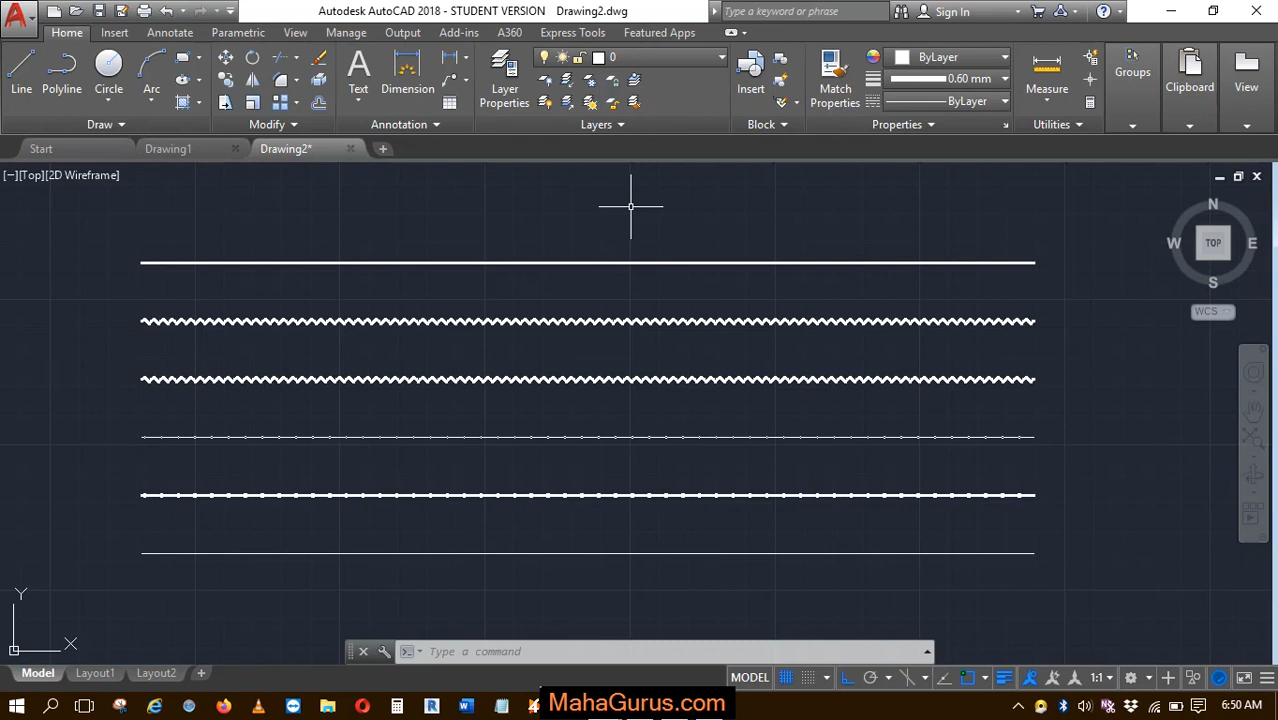 Autodesk AutoCAD 2018 - STUDENT VERSION Drawing2.dwg
Type a keyword or phrase
Sign In
Home Insert Annotate Parametric View Manage Output Add-ins A360 Express Tools Featured Apps
0
ByLayer
0.60 mm
ByLayer
Line Polyline Circle Arc
Text Dimension
Layer Properties
Insert
Match Properties
Measure
Groups
Clipboard
View
Draw Modify Annotation Layers Block Properties Utilities
Start Drawing1 Drawing2*
[−][Top][2D Wireframe]
N
W TOP E
S
WCS
Y
X
Type a command
Model Layout1 Layout2
MODEL 1:1
MahaGurus.com
6:50 AM